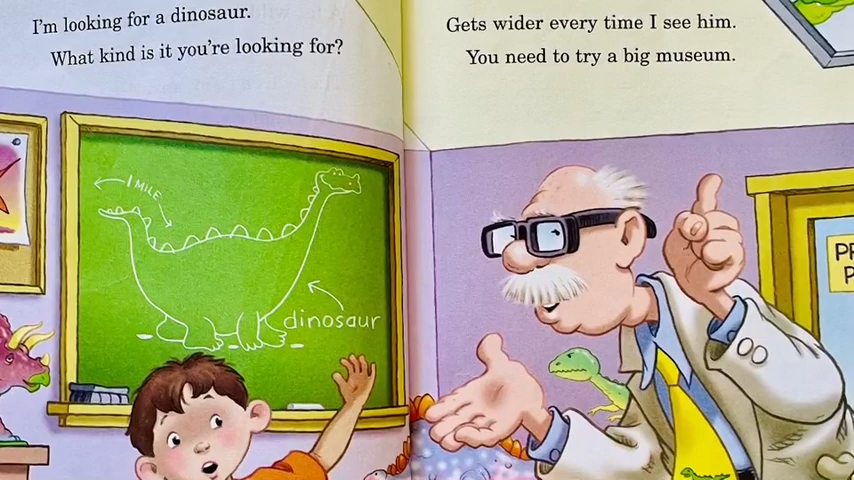 I'm looking for a dinosaur.
What kind is it you're looking for?
Gets wider every time I see him.
You need to try a big museum.
1 MILE
dinosaur